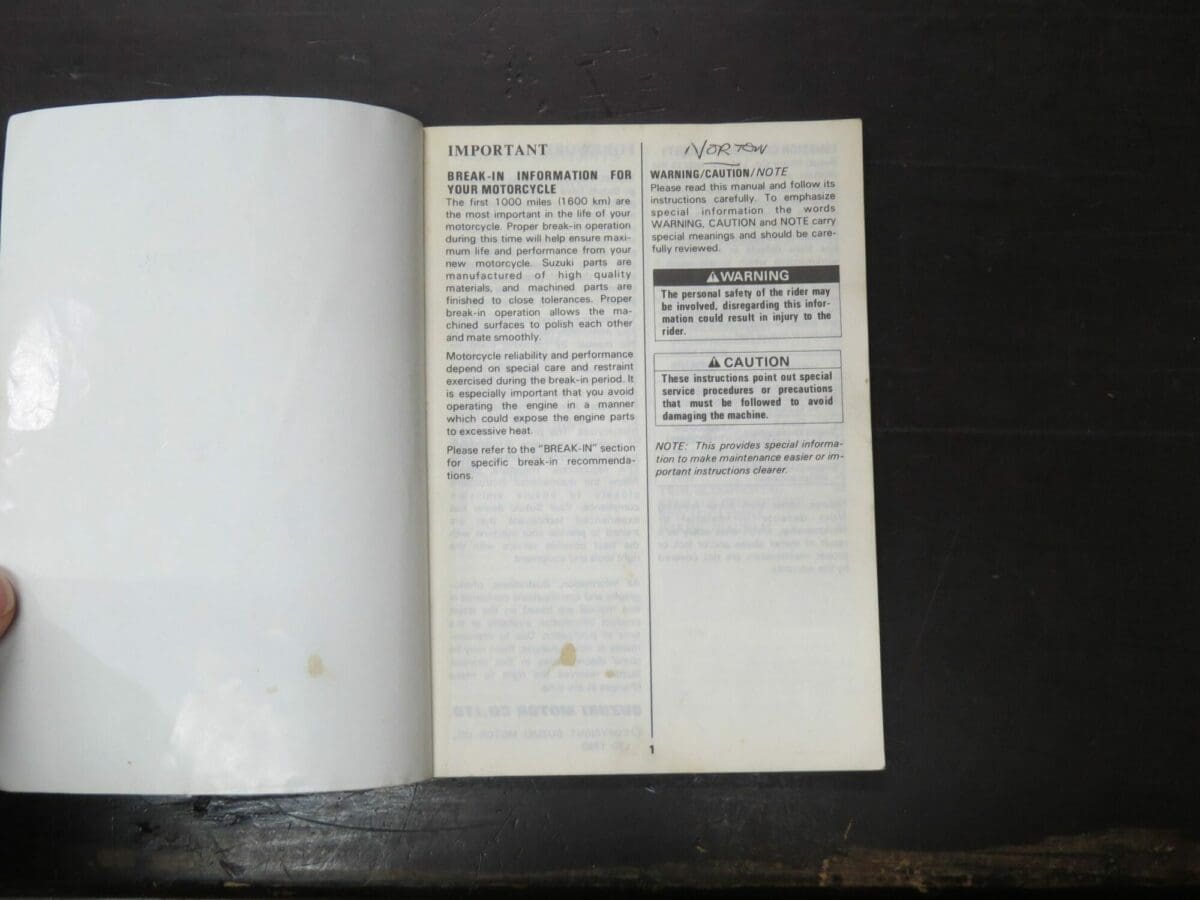 IMPORTANT
BREAK-IN INFORMATION FOR
YOUR MOTORCYCLE
The first 1000 miles (1600 km) are
the most important in the life of your
motorcycle. Proper break-in operation
during this time will help ensure maxi-
mum life and performance from your
new motorcycle. Suzuki parts are
manufactured of high quality
materials, and machined parts are
finished to close tolerances. Proper
break-in operation allows the ma-
chined surfaces to polish each other
and mate smoothly.
Motorcycle reliability and performance
depend on special care and restraint
exercised during the break-in period. It
is especially important that you avoid
operating the engine in a manner
which could expose the engine parts
to excessive heat.
Please refer to the "BREAK-IN" section
for specific break-in recommenda-
tions.
NORTON
WARNING/CAUTION/NOTE
Please read this manual and follow its
instructions carefully. To emphasize
special information the words
WARNING, CAUTION and NOTE carry
special meanings and should be care-
fully reviewed.
⚠WARNING
The personal safety of the rider may
be involved, disregarding this infor-
mation could result in injury to the
rider.
⚠CAUTION
These instructions point out special
service procedures or precautions
that must be followed to avoid
damaging the machine.
NOTE: This provides special informa-
tion to make maintenance easier or im-
portant instructions clearer.
1